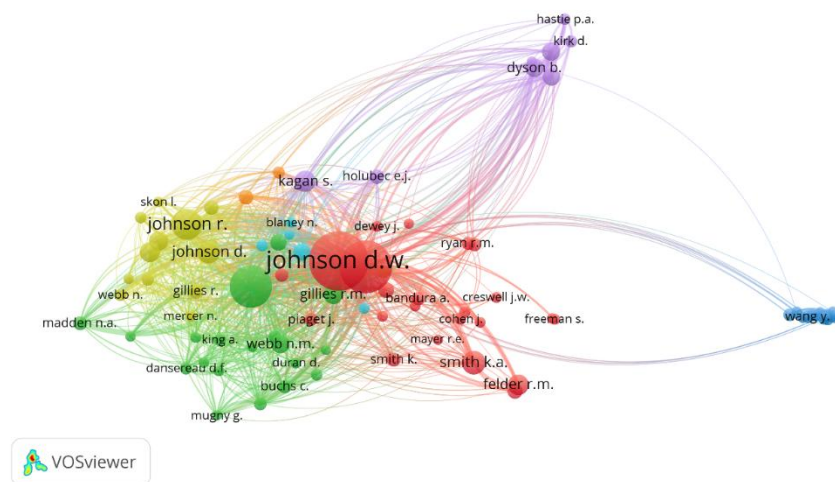 hastie p.a.
kirk d.
dyson b.
kagan s.
holubec e.j.
skon l.
johnson r.
blaney n.
dewey j.
ryan r.m.
johnson d.
johnson d.w.
webb n.
gillies r.
gillies r.m.
bandura a.
creswell j.w.
madden n.a.
mercer n.
piaget j.
cohen j.
freeman s.
wang y.
king a.
webb n.m.
mayer r.e.
dansereau d.f.
duran d.
smith k.
smith k.a.
buchs c.
felder r.m.
mugny g.
VOSviewer